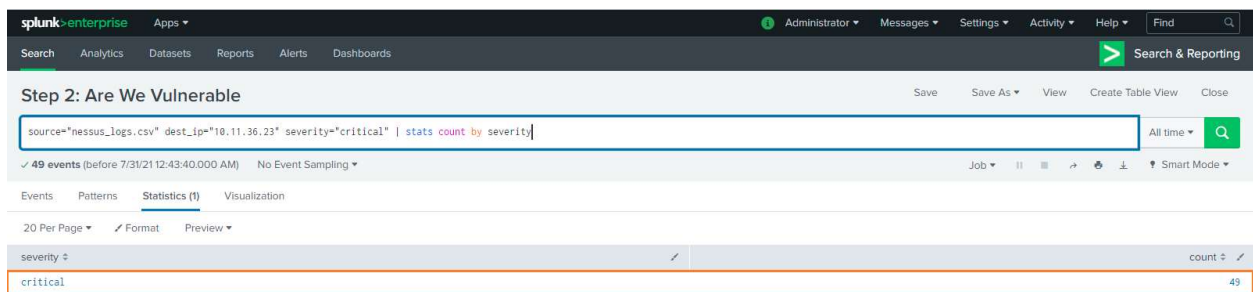 splunk>enterprise Apps Administrator Messages Settings Activity Help Find
Search Analytics Datasets Reports Alerts Dashboards Search & Reporting
Step 2: Are We Vulnerable Save Save As View Create Table View Close
source="nessus_logs.csv" dest_ip="10.11.36.23" severity="critical" | stats count by severity All time
✓ 49 events (before 7/31/21 12:43:40.000 AM) No Event Sampling Job Smart Mode
Events Patterns Statistics (1) Visualization
20 Per Page Format Preview
severity count
critical 49